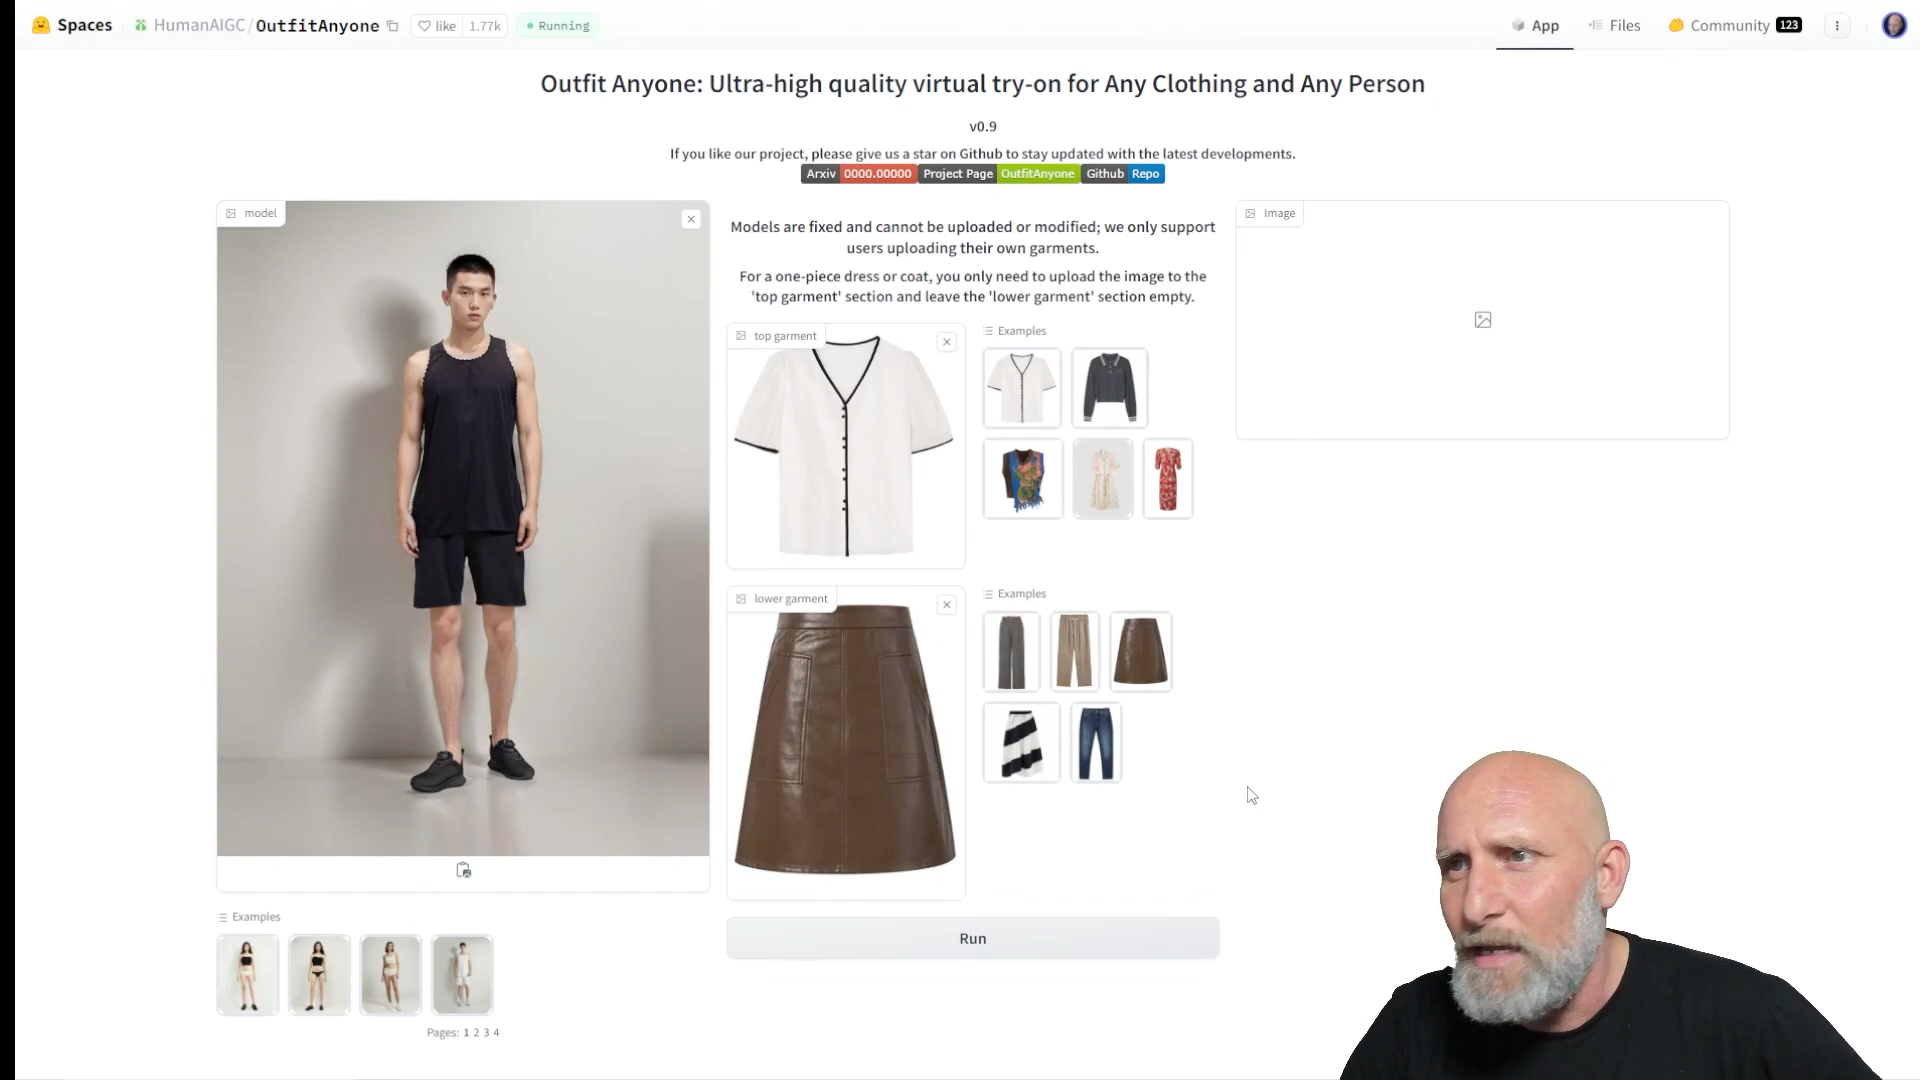 Spaces HumanAIGC/OutfitAnyone like 1.77k Running App Files Community 123
Outfit Anyone: Ultra-high quality virtual try-on for Any Clothing and Any Person
v0.9
If you like our project, please give us a star on Github to stay updated with the latest developments.
Arxiv 0000.00000 Project Page OutfitAnyone Github Repo
model
Models are fixed and cannot be uploaded or modified; we only support
users uploading their own garments.
For a one-piece dress or coat, you only need to upload the image to the
'top garment' section and leave the 'lower garment' section empty.
top garment
Examples
lower garment
Examples
Run
Image
Examples
Pages: 1 2 3 4